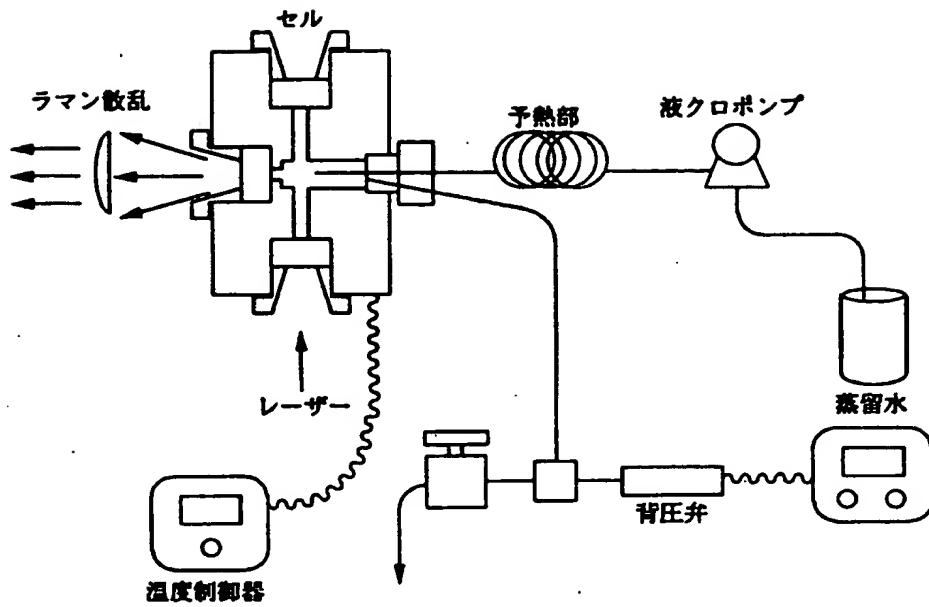 セル
ラマン散乱
予熱部
液クロポンプ
レーザー
蒸留水
背圧弁
温度制御器